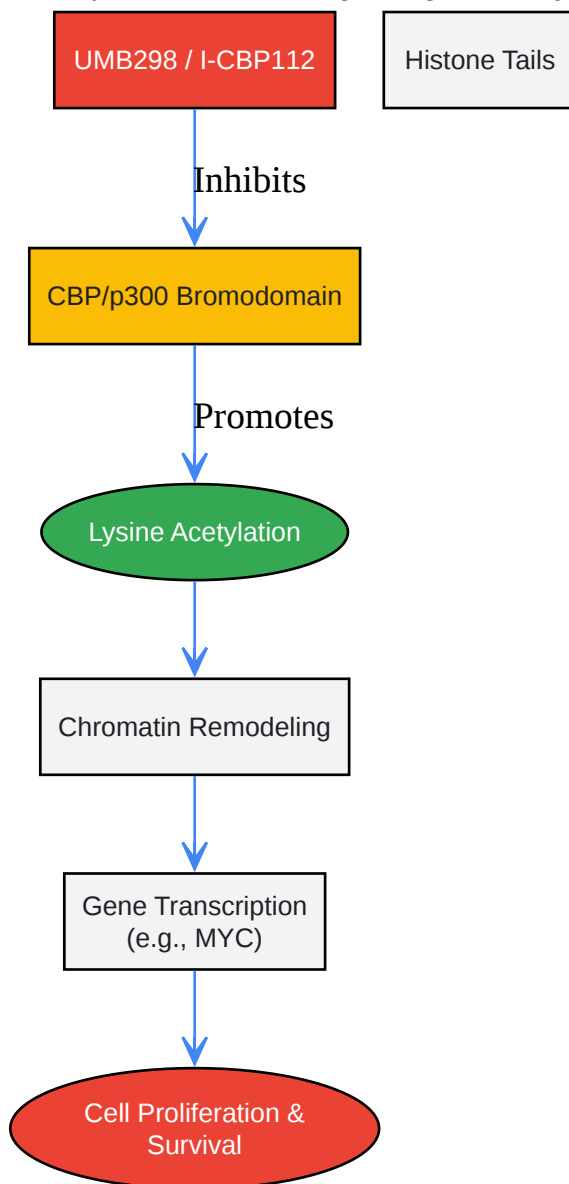 UMB298 / I-CBP112
Histone Tails
Inhibits
CBP/p300 Bromodomain
Promotes
Lysine Acetylation
Chromatin Remodeling
Gene Transcription
(e.g., MYC)
Cell Proliferation &
Survival